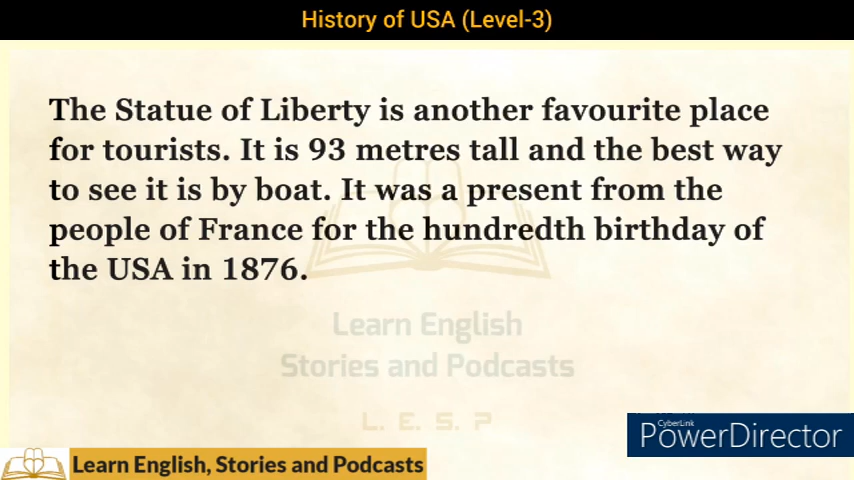 History of USA (Level-3)
The Statue of Liberty is another favourite place
for tourists. It is 93 metres tall and the best way
to see it is by boat. It was a present from the
people of France for the hundredth birthday of
the USA in 1876.
Learn English
Stories and Podcasts
L. E. S. P
CyberLink
PowerDirector
Learn English, Stories and Podcasts